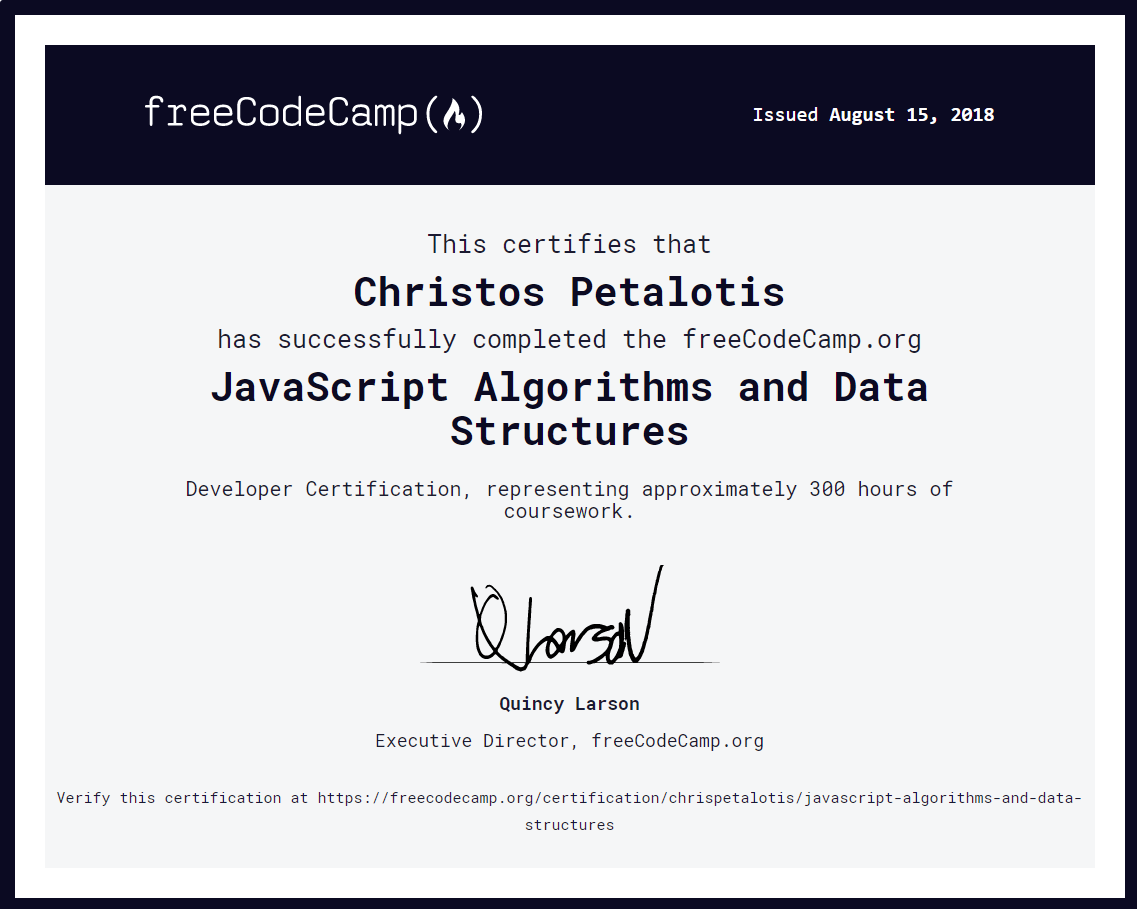 freeCodeCamp(🔥)
Issued August 15, 2018
This certifies that
Christos Petalotis
has successfully completed the freeCodeCamp.org
JavaScript Algorithms and Data
Structures
Developer Certification, representing approximately 300 hours of
coursework.
Q Larson
Quincy Larson
Executive Director, freeCodeCamp.org
Verify this certification at https://freecodecamp.org/certification/chrispetalotis/javascript-algorithms-and-data-
structures